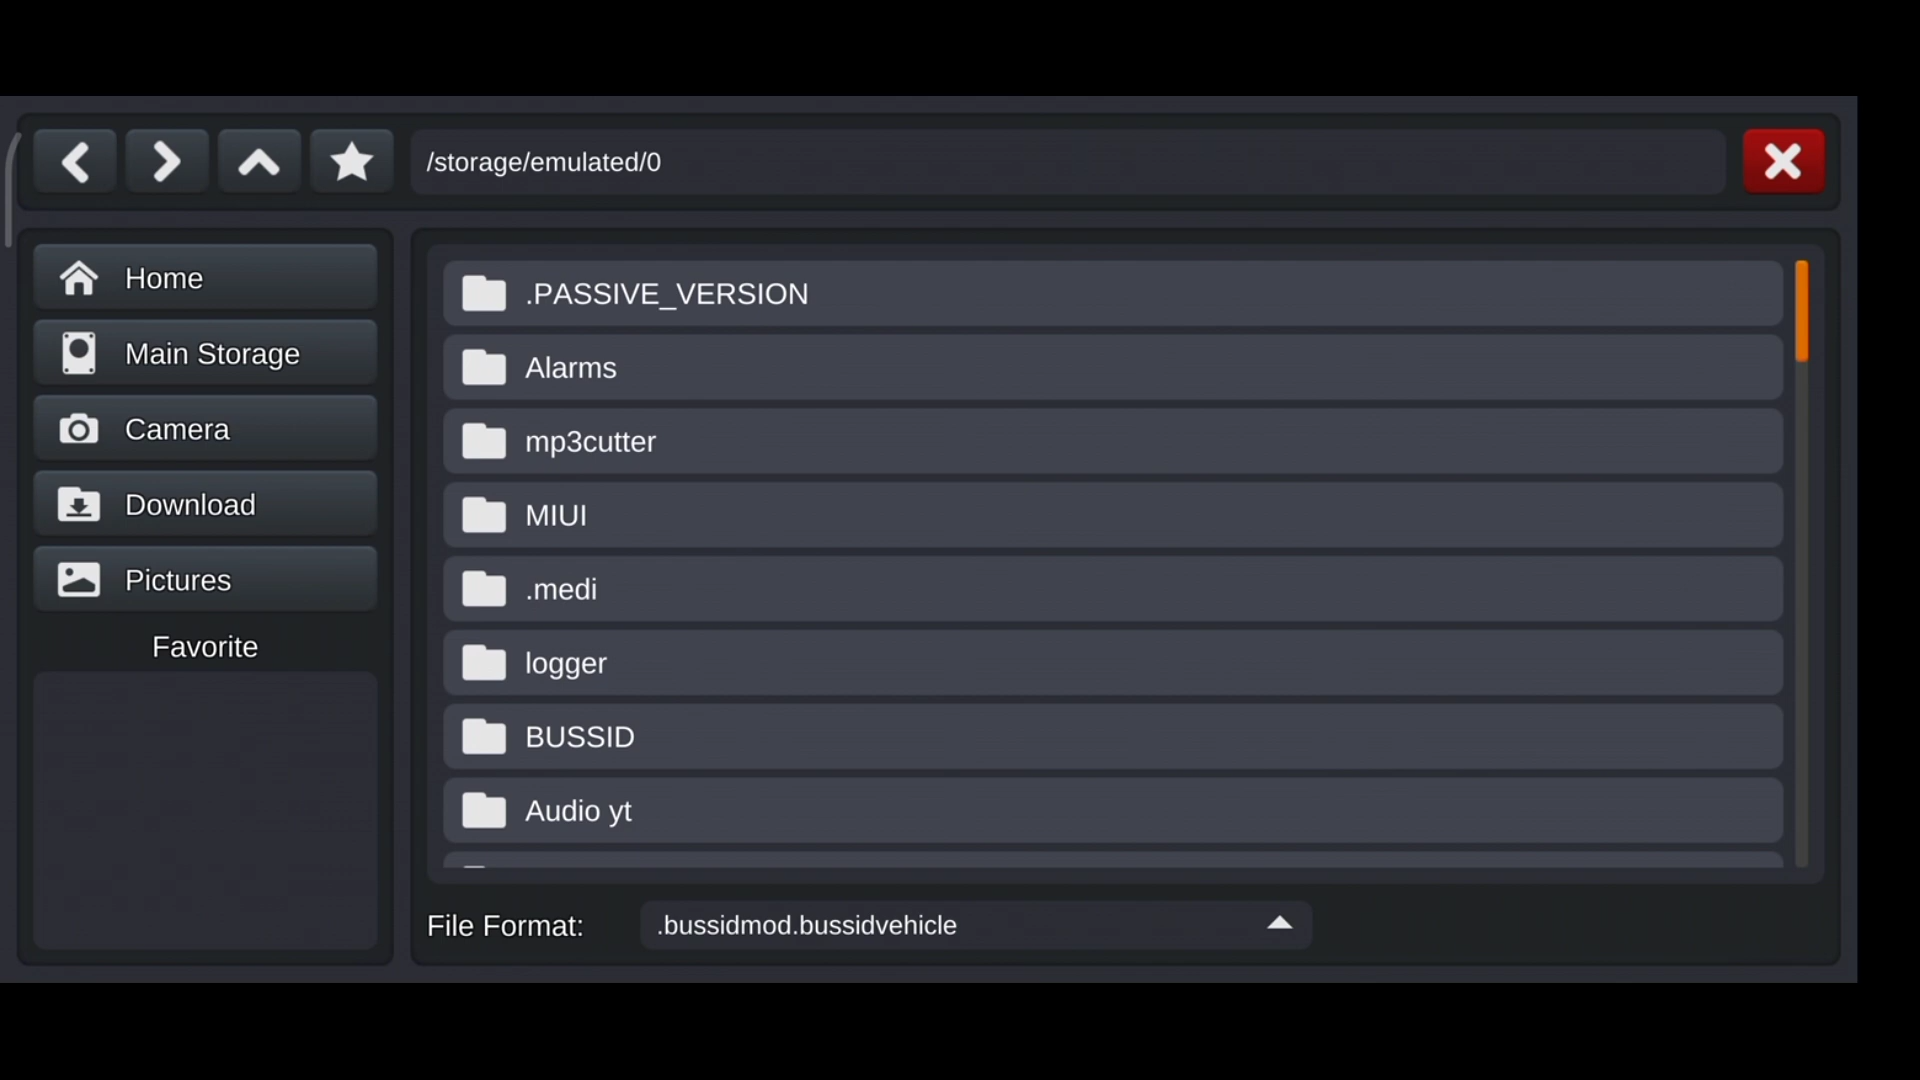 /storage/emulated/0
Home
Main Storage
Camera
Download
Pictures
Favorite
.PASSIVE_VERSION
Alarms
mp3cutter
MIUI
.medi
logger
BUSSID
Audio yt
File Format: .bussidmod.bussidvehicle